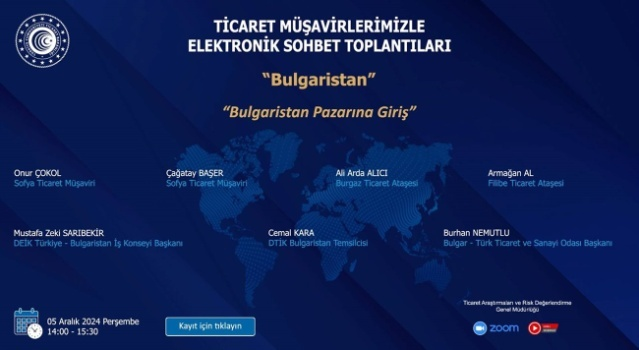 TİCARET MÜŞAVİRLERİMİZLE
ELEKTRONİK SOHBET TOPLANTILARI
“Bulgaristan”
“Bulgaristan Pazarına Giriş”
Onur ÇOKOL
Sofya Ticaret Müşaviri
Çağatay BAŞER
Sofya Ticaret Müşaviri
Ali Arda ALICI
Burgaz Ticaret Ataşesi
Armağan AL
Filibe Ticaret Ataşesi
Mustafa Zeki SARIBEKİR
DEİK Türkiye - Bulgaristan İş Konseyi Başkanı
Cemal KARA
DTİK Bulgaristan Temsilcisi
Burhan NEMUTLU
Bulgar - Türk Ticaret ve Sanayi Odası Başkanı
05 Aralık 2024 Perşembe
14:00 - 15:30
Kayıt için tıklayın
Ticaret Araştırmaları ve Risk Değerlendirme
Genel Müdürlüğü
zoom